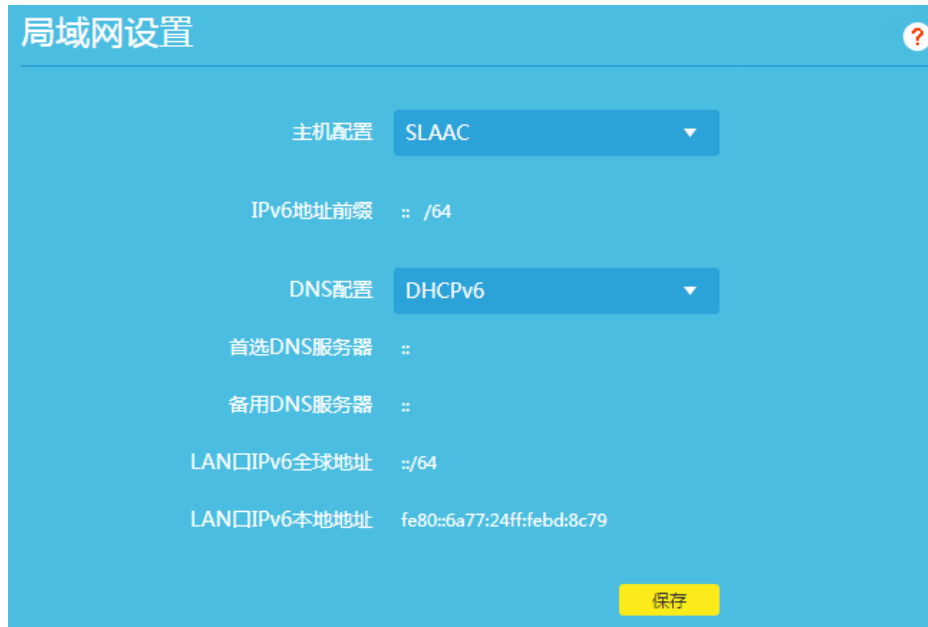 局域网设置
?
主机配置 SLAAC
IPv6地址前缀 :: /64
DNS配置 DHCPv6
首选DNS服务器 ::
备用DNS服务器 ::
LAN口IPv6全球地址 ::/64
LAN口IPv6本地地址 fe80::6a77:24ff:febd:8c79
保存